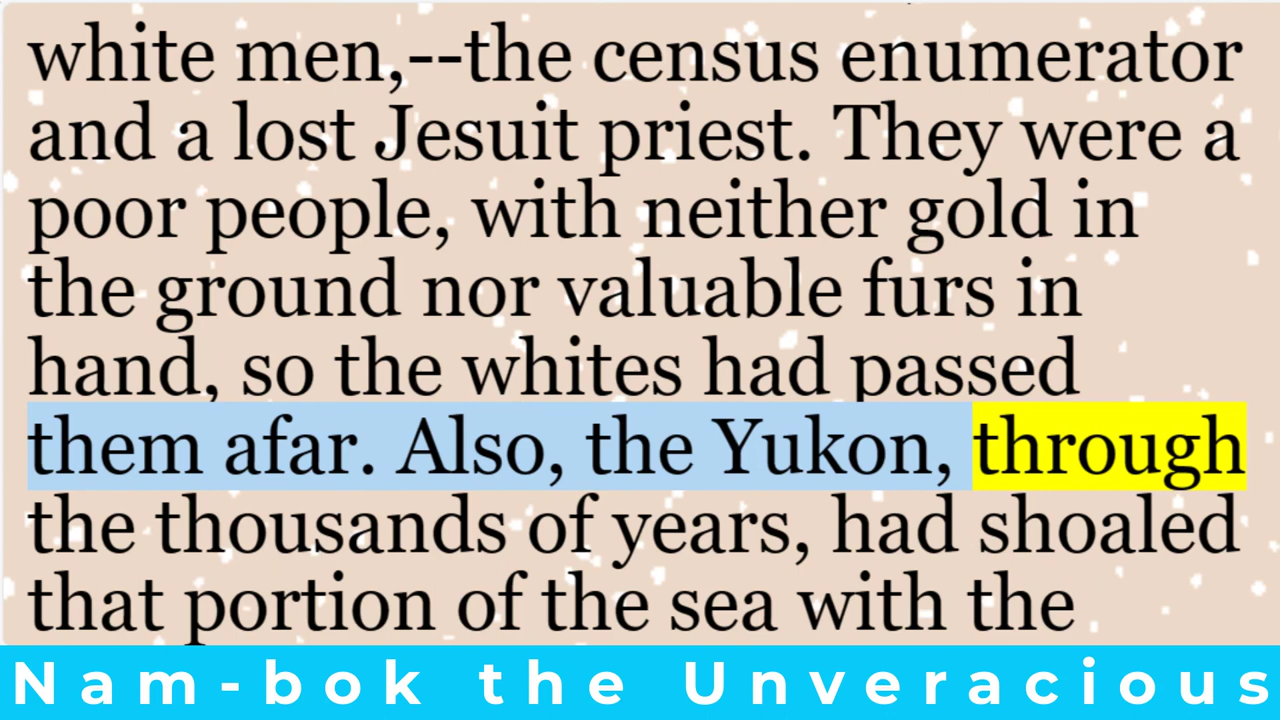 white men,--the census enumerator
and a lost Jesuit priest. They were a
poor people, with neither gold in
the ground nor valuable furs in
hand, so the whites had passed
them afar. Also, the Yukon, through
the thousands of years, had shoaled
that portion of the sea with the
Nam-bok the Unveracious